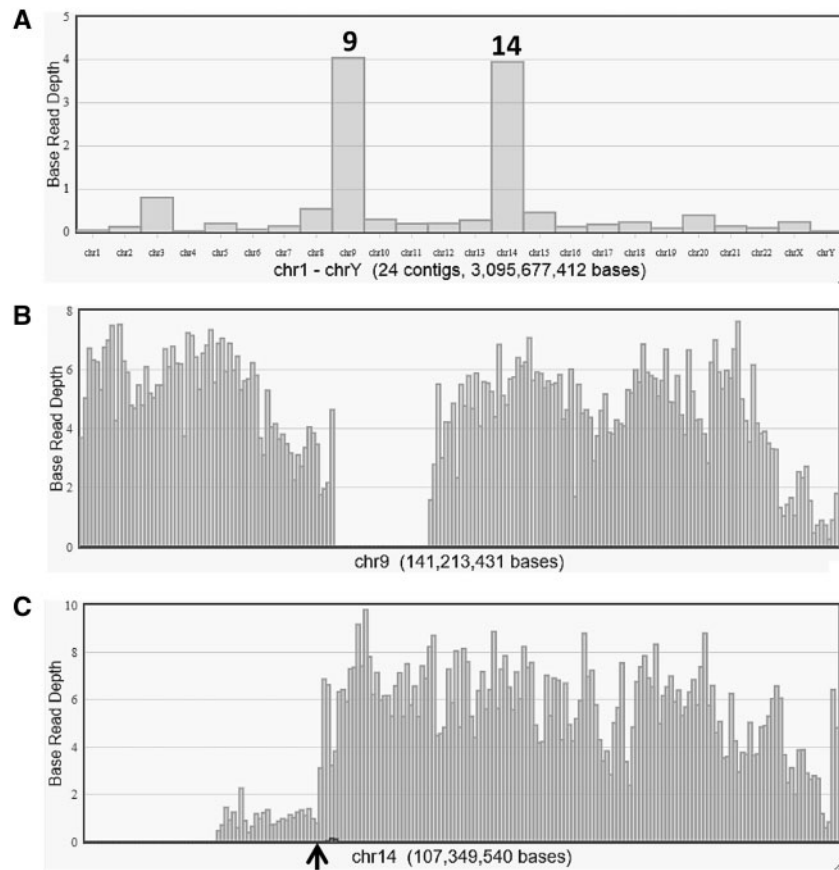 A
9
14
5
4
3
2
1
0
Base Read Depth
chr1 chr2 chr3 chr4 chr5 chr6 chr7 chr8 chr9 chr10 chr11 chr12 chr13 chr14 chr15 chr16 chr17 chr18 chr19 chr20 chr21 chr22 chrX chrY
chr1 - chrY (24 contigs, 3,095,677,412 bases)
B
8
6
4
2
0
Base Read Depth
chr9 (141,213,431 bases)
C
10
8
6
4
2
0
Base Read Depth
chr14 (107,349,540 bases)